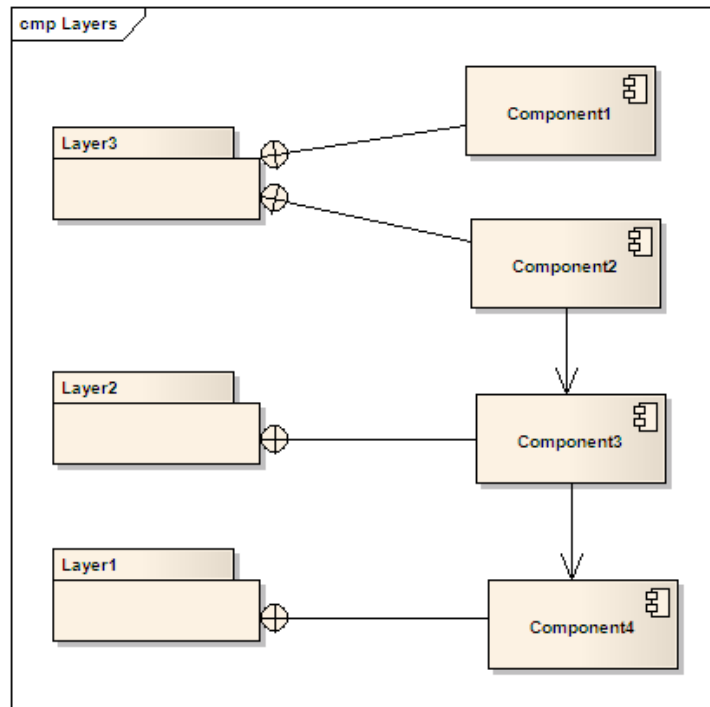 cmp Layers
Component1
Layer3
Component2
Layer2
Component3
Layer1
Component4